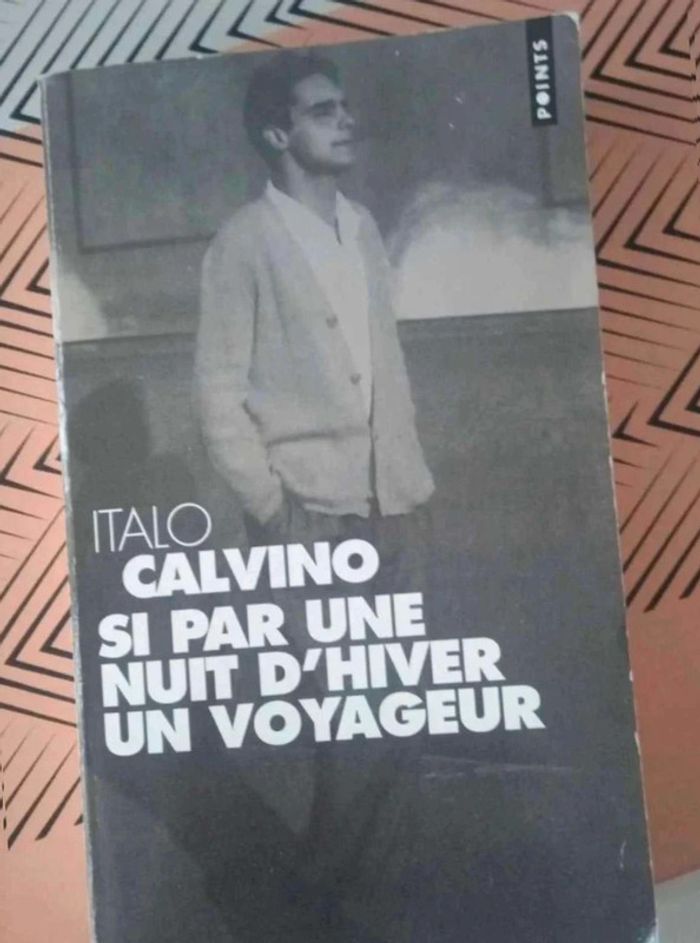 POINTS
ITALO
CALVINO
SI PAR UNE
NUIT D'HIVER
UN VOYAGEUR